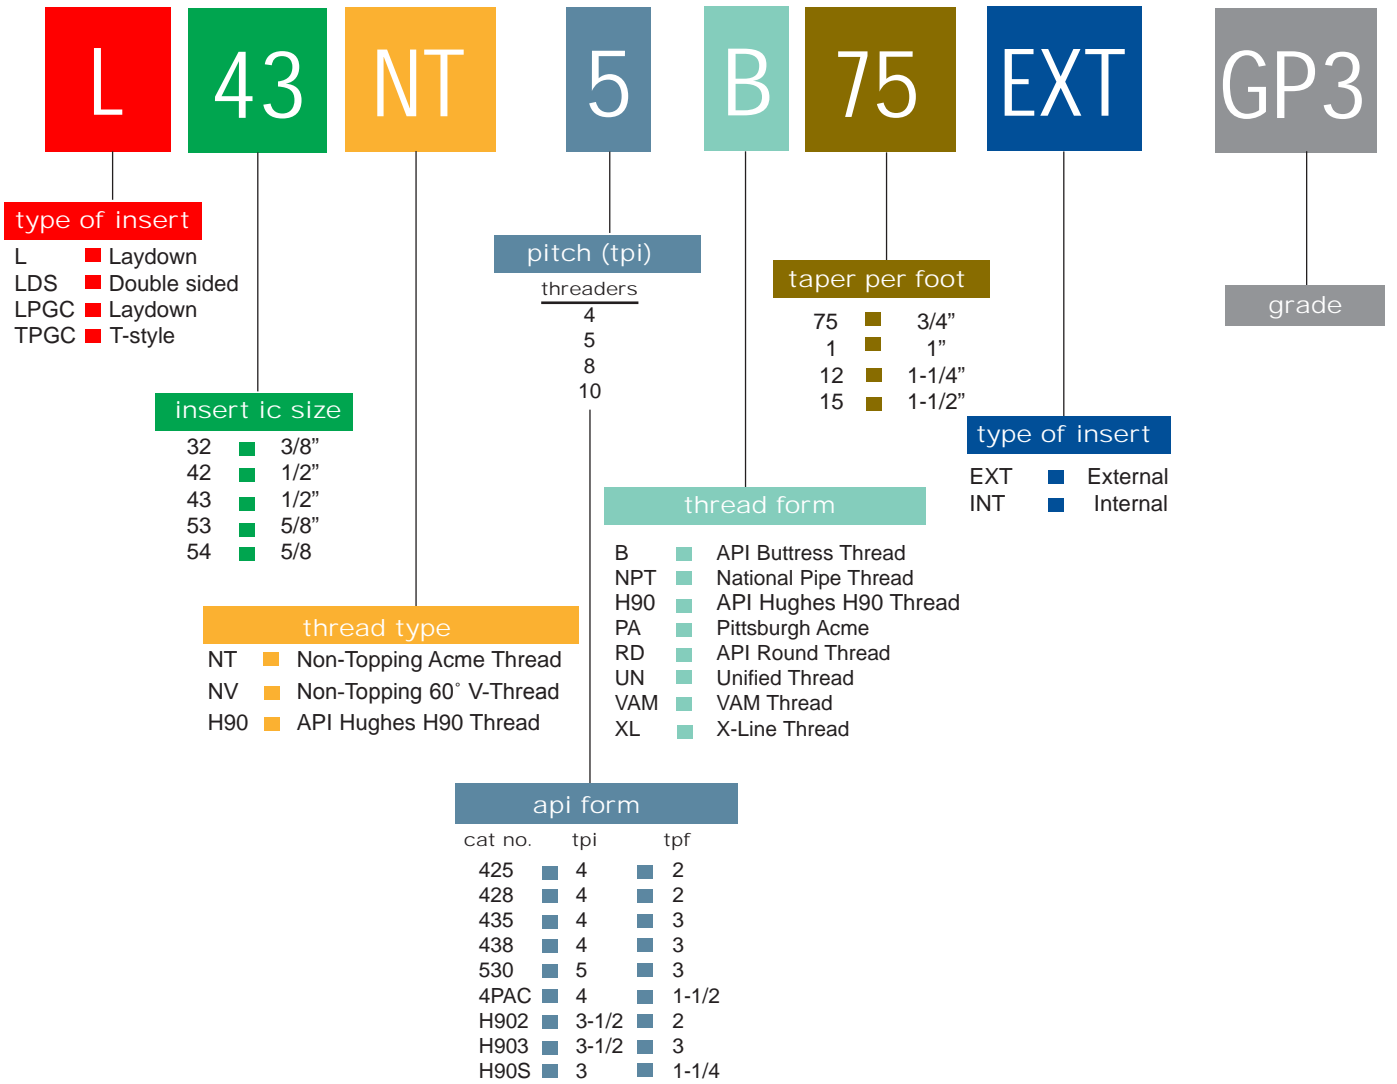 L 43 NT 5 B 75 EXT GP3
type of insert
L Laydown
LDS Double sided
LPGC Laydown
TPGC T-style
insert ic size
32 3/8”
42 1/2”
43 1/2”
53 5/8”
54 5/8
thread type
NT Non-Topping Acme Thread
NV Non-Topping 60˚ V-Thread
H90 API Hughes H90 Thread
pitch (tpi)
threaders
4
5
8
10
api form
cat no. tpi tpf
425 4 2
428 4 2
435 4 3
438 4 3
530 5 3
4PAC 4 1-1/2
H902 3-1/2 2
H903 3-1/2 3
H90S 3 1-1/4
thread form
B API Buttress Thread
NPT National Pipe Thread
H90 API Hughes H90 Thread
PA Pittsburgh Acme
RD API Round Thread
UN Unified Thread
VAM VAM Thread
XL X-Line Thread
taper per foot
75 3/4”
1 1”
12 1-1/4”
15 1-1/2”
type of insert
EXT External
INT Internal
grade